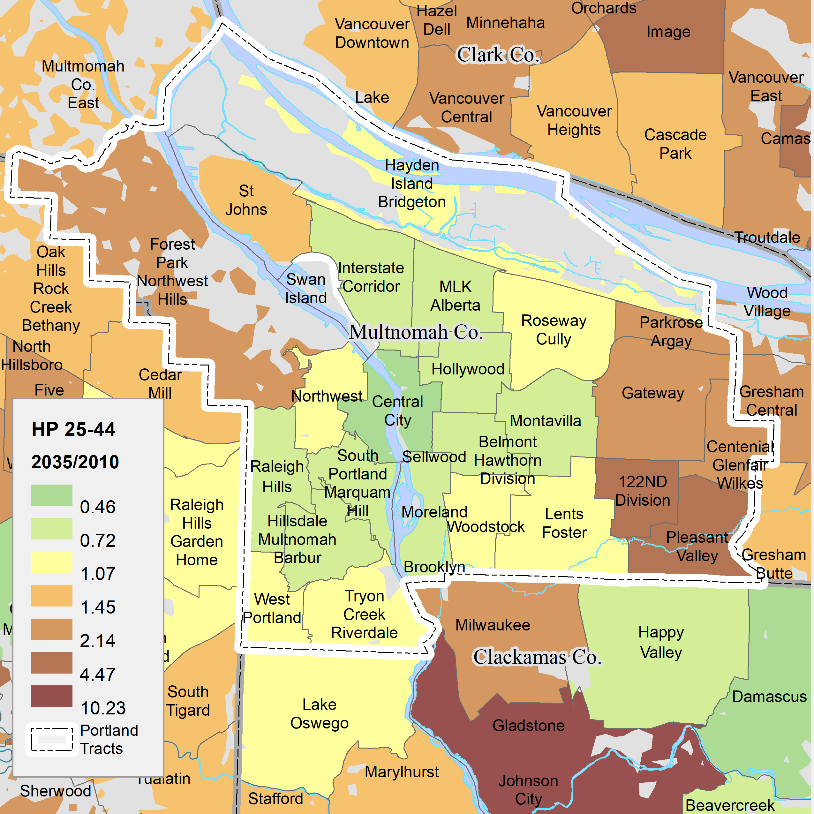 Hazel
Dell
Minnehaha
Orchards
Vancouver
Downtown
Image
Clark Co.
Multmomah
Co.
East
Vancouver
East
Lake
Vancouver
Central
Vancouver
Heights
Cascade
Park
Camas
Hayden
Island
Bridgeton
St
Johns
Troutdale
Oak
Hills
Rock
Creek
Bethany
Forest
Park
Northwest
Hills
Swan
Island
Interstate
Corridor
MLK
Alberta
Wood
Village
Multnomah Co.
Roseway
Cully
Parkrose
Argay
North
Hillsboro
Five
Cedar
Mill
Northwest
Central
City
Hollywood
Gateway
Gresham
Central
Montavilla
Belmont
Hawthorn
Division
Sellwood
Centenial
Glenfair
Wilkes
HP 25-44
2035/2010
0.46
0.72
1.07
1.45
2.14
4.47
10.23
Portland
Tracts
Raleigh
Hills
South
Portland
Marquam
Hill
122ND
Division
Raleigh
Hills
Garden
Home
Hillsdale
Multnomah
Barbur
Moreland
Woodstock
Lents
Foster
Pleasant
Valley
Brooklyn
Gresham
Butte
West
Portland
Tryon
Creek
Riverdale
Milwaukee
Happy
Valley
Clackamas Co.
South
Tigard
Lake
Oswego
Damascus
Gladstone
Marylhurst
Johnson
City
Tualatin
Sherwood
Stafford
Beavercreek